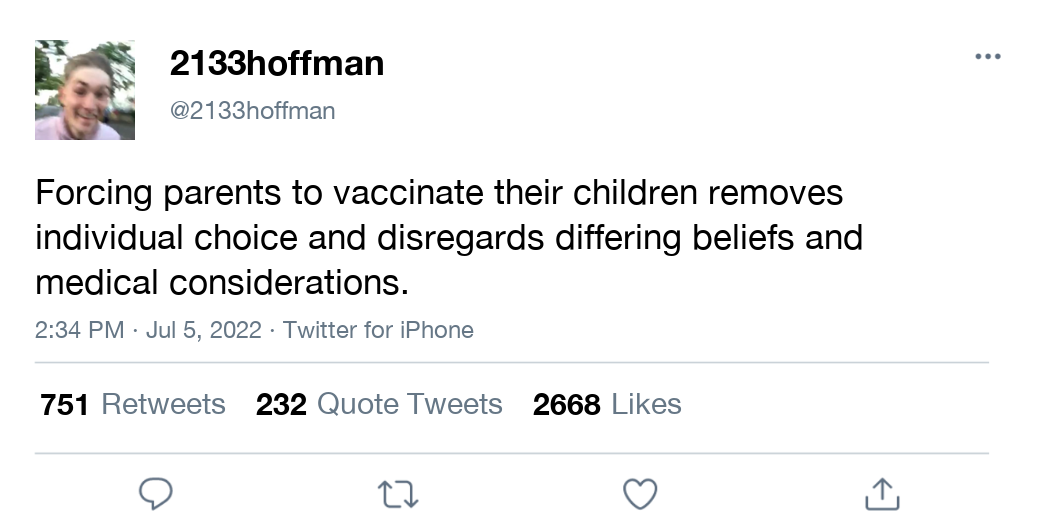 2133hoffman
@2133hoffman
Forcing parents to vaccinate their children removes
individual choice and disregards differing beliefs and
medical considerations.
2:34 PM · Jul 5, 2022 · Twitter for iPhone
751 Retweets 232 Quote Tweets 2668 Likes